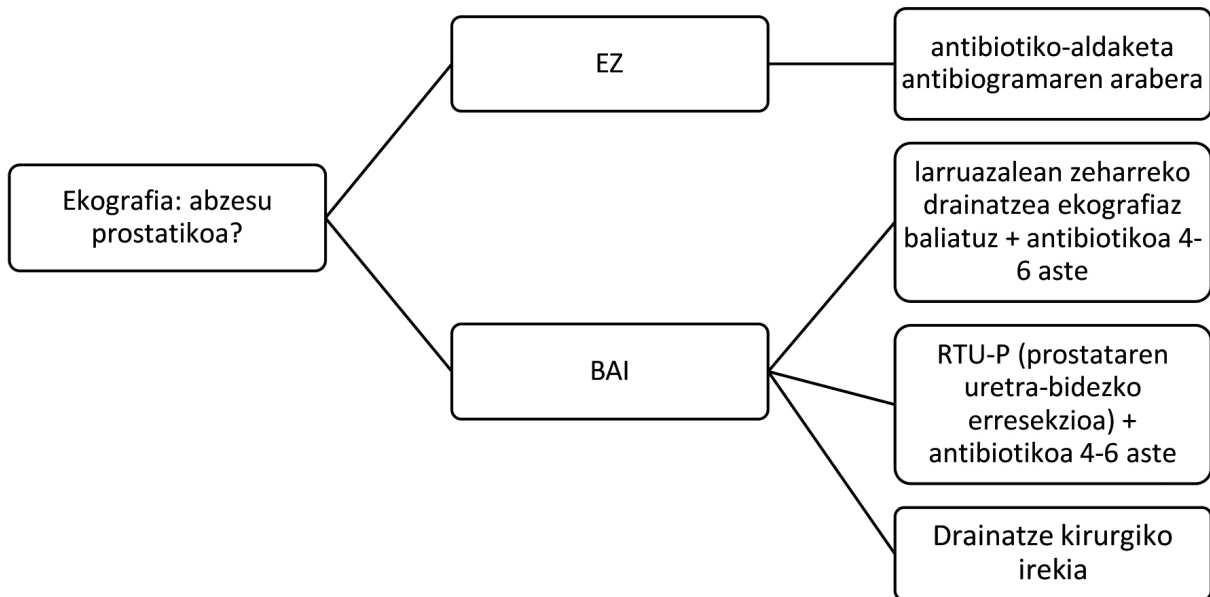 Ekografia: abzesu
prostatikoa?
EZ
antibiotiko-aldaketa
antibiogramaren arabera
BAI
larruazalean zeharreko
drainatzea ekografiaz
baliatuz + antibiotikoa 4-
6 aste
RTU-P (prostataren
uretra-bidezko
erresekzioa) +
antibiotikoa 4-6 aste
Drainatze kirurgiko
irekia